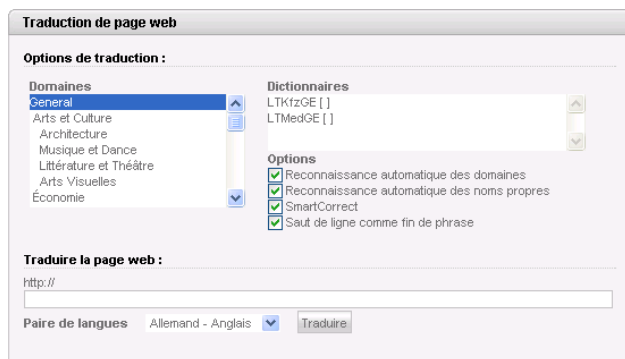 Traduction de page web
Options de traduction :
Domaines
General
Arts et Culture
Architecture
Musique et Dance
Littérature et Théâtre
Arts Visuelles
Économie
Dictionnaires
LTKfzGE [ ]
LTMedGE [ ]
Options
Reconnaissance automatique des domaines
Reconnaissance automatique des noms propres
SmartCorrect
Saut de ligne comme fin de phrase
Traduire la page web :
http://
Paire de langues Allemand - Anglais Traduire